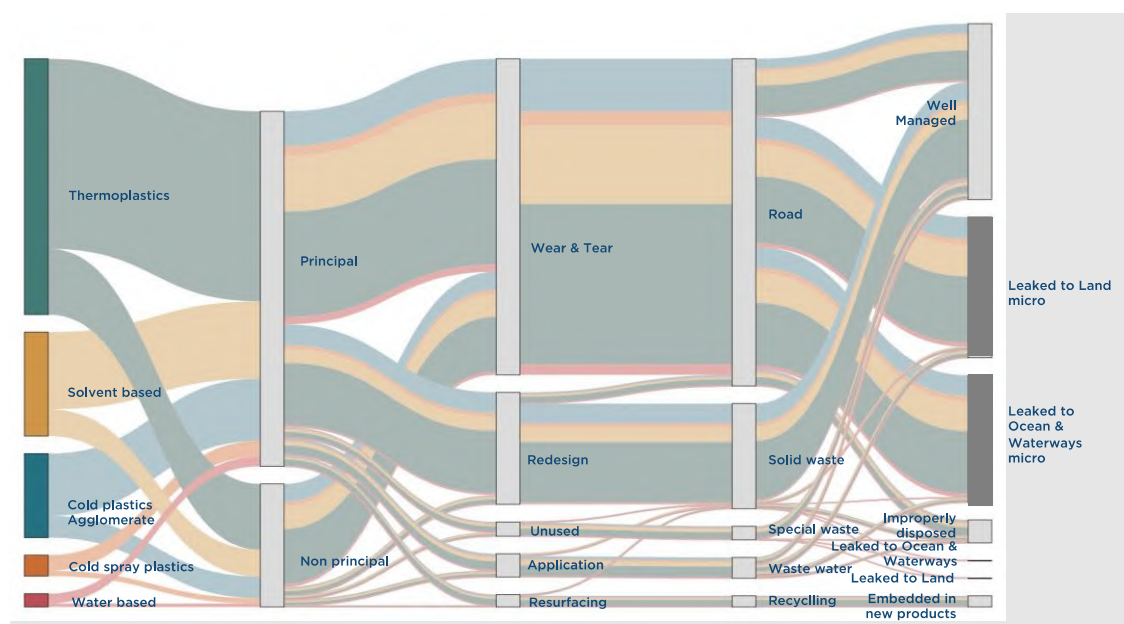 Thermoplastics
Solvent based
Cold plastics
Agglomerate
Cold spray plastics
Water based
Principal
Non principal
Wear & Tear
Redesign
Unused
Application
Resurfacing
Road
Solid waste
Special waste
Waste water
Recyclling
Well
Managed
Leaked to Land
micro
Leaked to
Ocean &
Waterways
micro
Improperly
disposed
Leaked to Ocean &
Waterways
Leaked to Land
Embedded in
new products